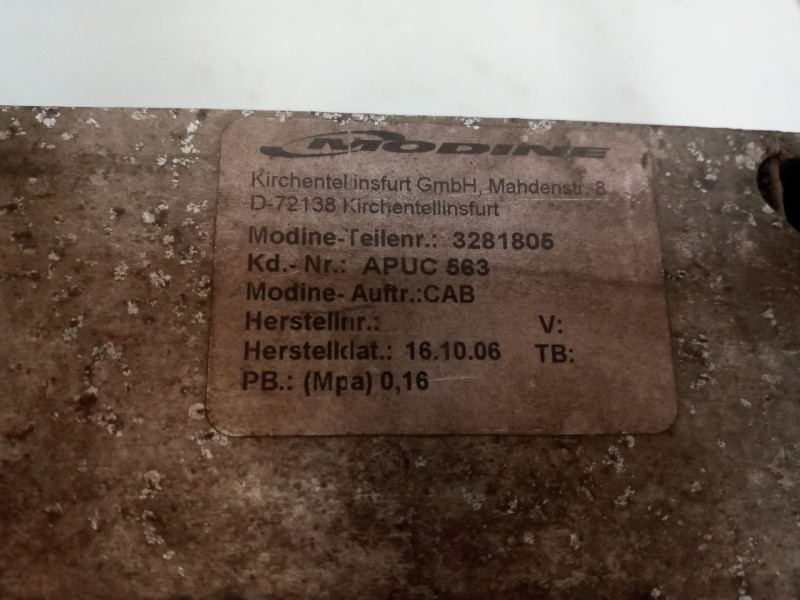 MODINE
Kirchentellinsfurt GmbH, Mahdenstr. 8
D-72138 Kirchentellinsfurt
Modine-Teilenr.: 3281805
Kd.- Nr.: APUC 563
Modine- Auftr.:CAB
Herstellnr.: V:
Herstelldat.: 16.10.06 TB:
PB.: (Mpa) 0,16